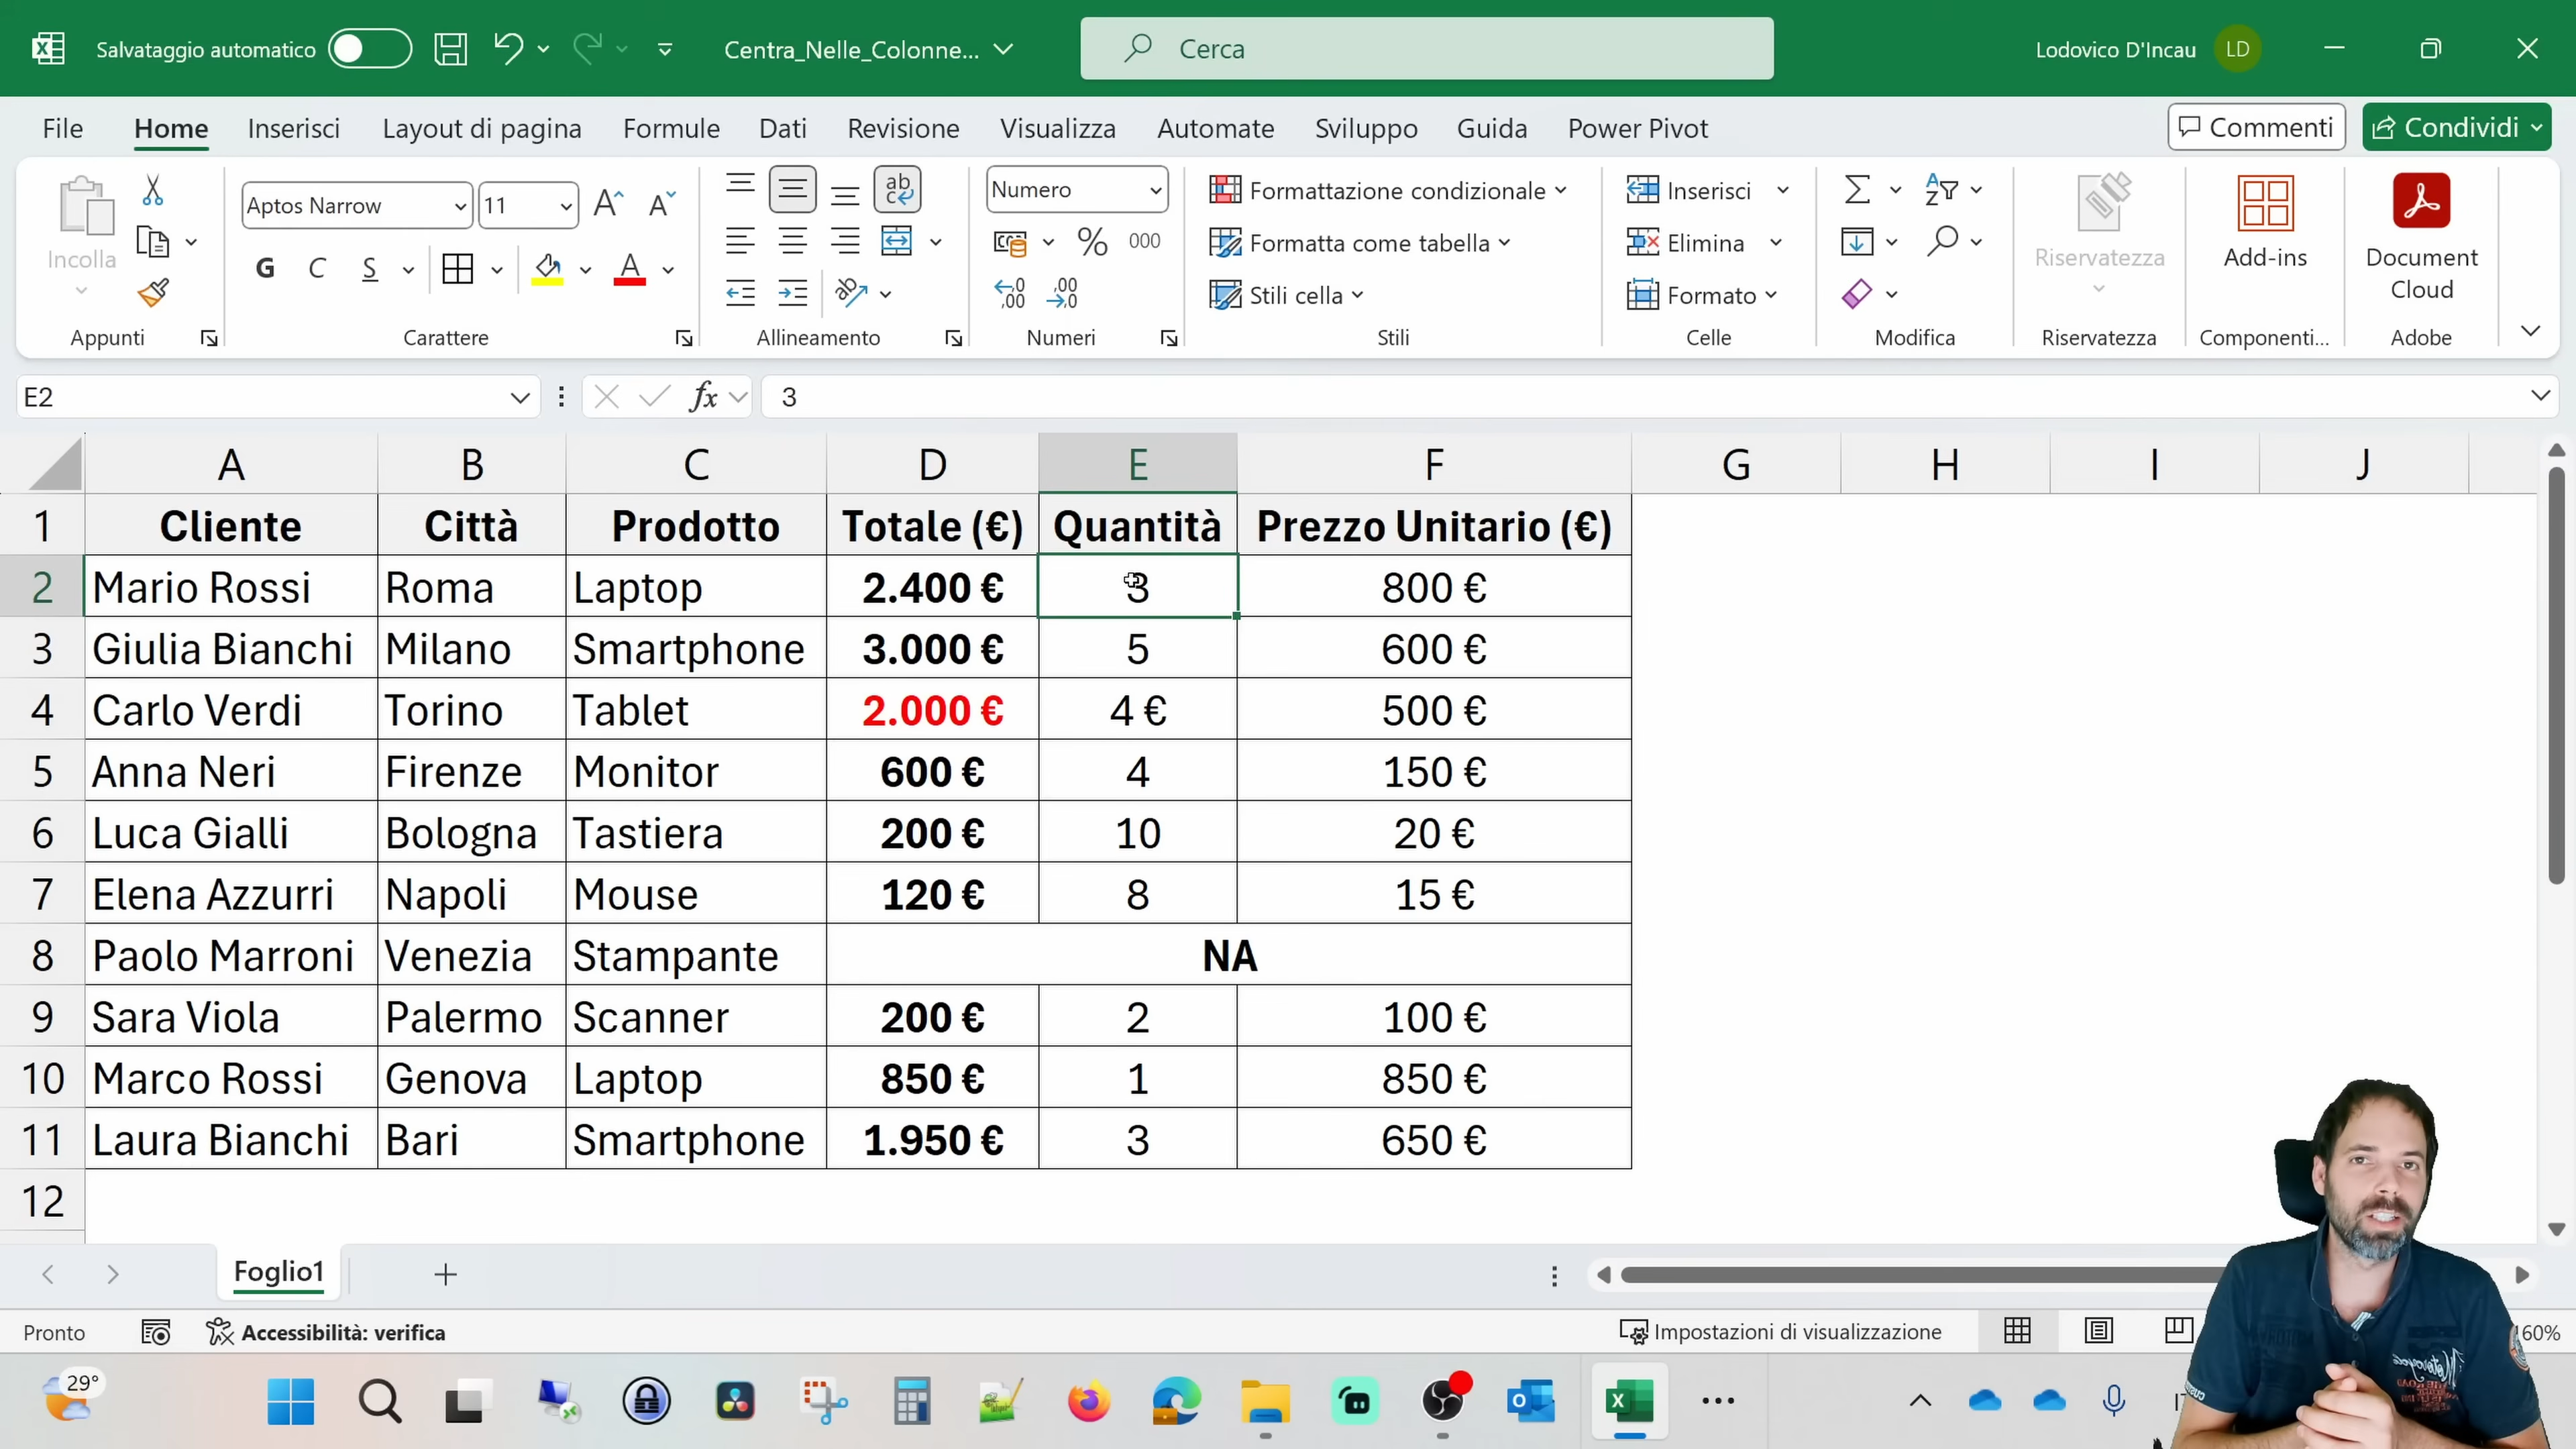 Salvataggio automatico
Centra_Nelle_Colonne...
Cerca
Lodovico D'Incau
LD
File
Home
Inserisci
Layout di pagina
Formule
Dati
Revisione
Visualizza
Automate
Sviluppo
Guida
Power Pivot
Commenti
Condividi
Incolla
Appunti
Aptos Narrow
11
G C S
Carattere
ab
Allineamento
Numero
% 000
Numeri
Formattazione condizionale
Formatta come tabella
Stili cella
Stili
Inserisci
Elimina
Formato
Celle
Modifica
Riservatezza
Riservatezza
Add-ins
Componenti...
Document
Cloud
Adobe
E2
fx
3
A B C D E F G H I J
1 Cliente Città Prodotto Totale (€) Quantità Prezzo Unitario (€)
2 Mario Rossi Roma Laptop 2.400 € 3 800 €
3 Giulia Bianchi Milano Smartphone 3.000 € 5 600 €
4 Carlo Verdi Torino Tablet 2.000 € 4 € 500 €
5 Anna Neri Firenze Monitor 600 € 4 150 €
6 Luca Gialli Bologna Tastiera 200 € 10 20 €
7 Elena Azzurri Napoli Mouse 120 € 8 15 €
8 Paolo Marroni Venezia Stampante NA
9 Sara Viola Palermo Scanner 200 € 2 100 €
10 Marco Rossi Genova Laptop 850 € 1 850 €
11 Laura Bianchi Bari Smartphone 1.950 € 3 650 €
12
Foglio1
Pronto
Accessibilità: verifica
Impostazioni di visualizzazione
60%
29°